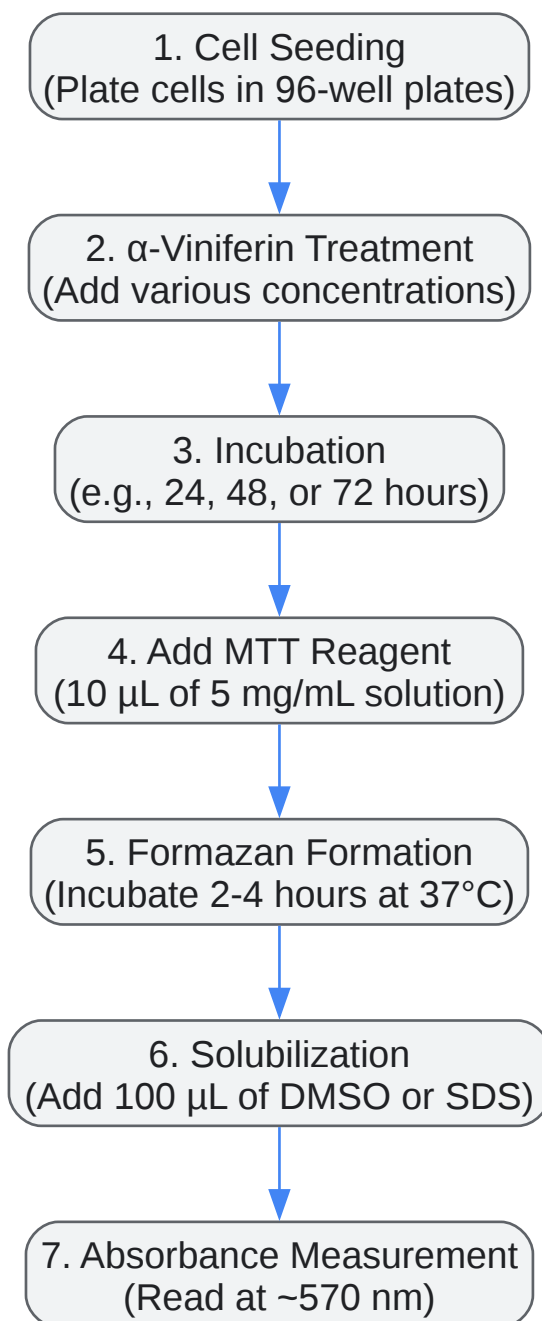 1. Cell Seeding
(Plate cells in 96-well plates)
2. α-Viniferin Treatment
(Add various concentrations)
3. Incubation
(e.g., 24, 48, or 72 hours)
4. Add MTT Reagent
(10 µL of 5 mg/mL solution)
5. Formazan Formation
(Incubate 2-4 hours at 37°C)
6. Solubilization
(Add 100 µL of DMSO or SDS)
7. Absorbance Measurement
(Read at ~570 nm)